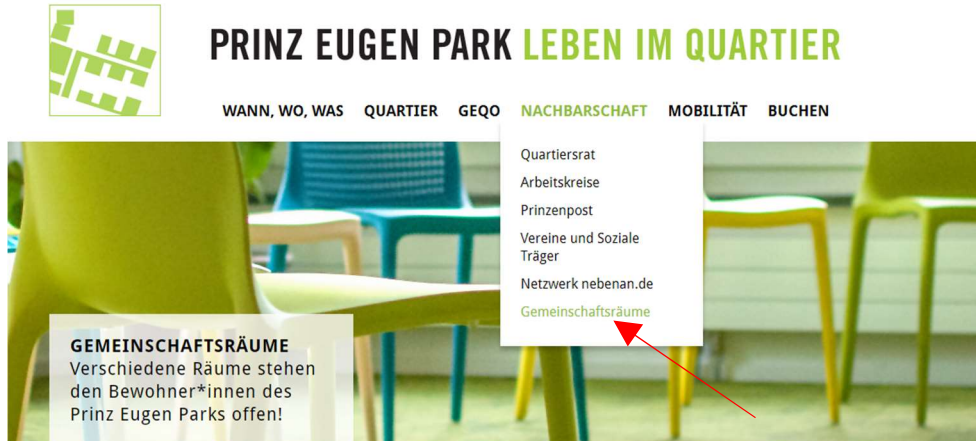 PRINZ EUGEN PARK LEBEN IM QUARTIER
WANN, WO, WAS QUARTIER GEQO NACHBARSCHAFT MOBILITÄT BUCHEN
Quartiersrat
Arbeitskreise
Prinzenpost
Vereine und Soziale
Träger
Netzwerk nebenan.de
Gemeinschaftsräume
GEMEINSCHAFTSRÄUME
Verschiedene Räume stehen
den Bewohner*innen des
Prinz Eugen Parks offen!